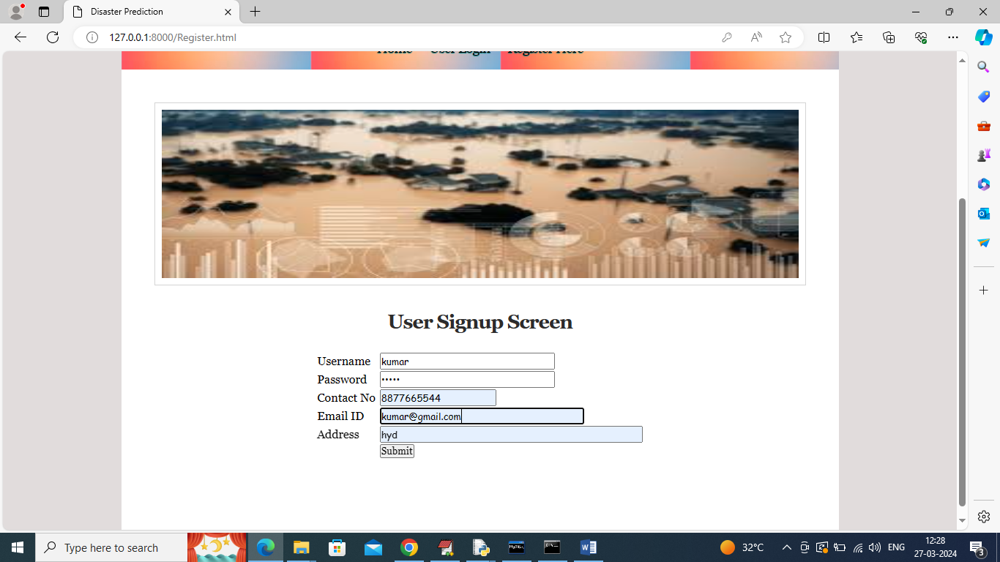 Disaster Prediction
127.0.0.1:8000/Register.html
Home User Login Register Here
User Signup Screen
Username kumar
Password •••••
Contact No 8877665544
Email ID kumar@gmail.com
Address hyd
Submit
Type here to search
32°C
ENG
12:28
27-03-2024
3